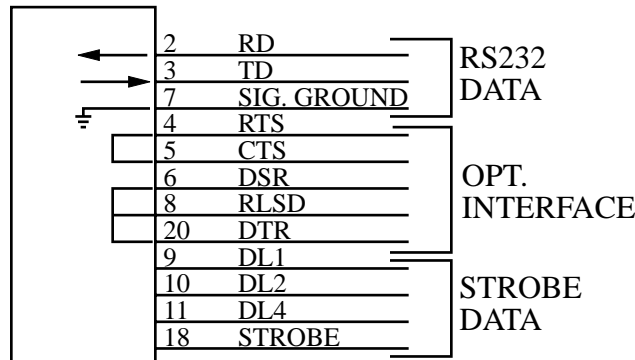 2 RD
3 TD
7 SIG. GROUND
RS232
DATA
4 RTS
5 CTS
6 DSR
8 RLSD
20 DTR
OPT.
INTERFACE
9 DL1
10 DL2
11 DL4
18 STROBE
STROBE
DATA